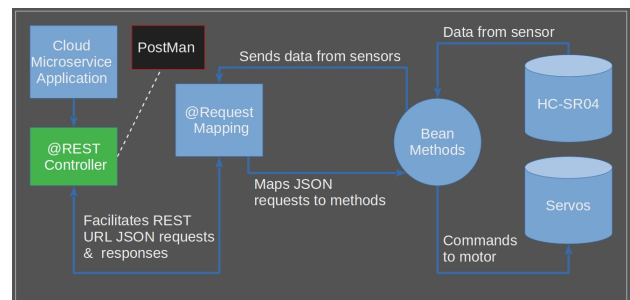 Cloud
Microservice
Application
PostMan
Sends data from sensors
Data from sensor
@REST
Controller
@Request
Mapping
Bean
Methods
HC-SR04
Maps JSON
requests to methods
Servos
Facilitates REST
URL JSON requests
& responses
Commands
to motor